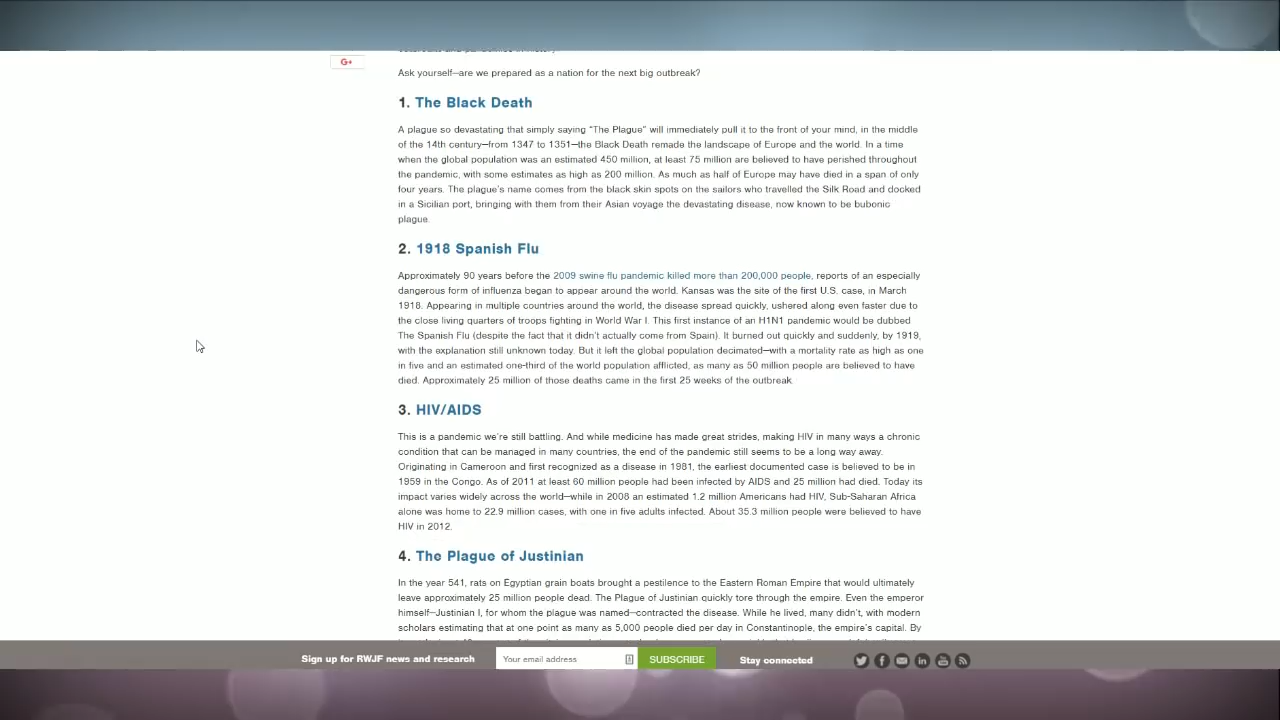 G+
Ask yourself—are we prepared as a nation for the next big outbreak?
1. The Black Death
A plague so devastating that simply saying “The Plague” will immediately pull it to the front of your mind, in the middle
of the 14th century—from 1347 to 1351—the Black Death remade the landscape of Europe and the world. In a time
when the global population was an estimated 450 million, at least 75 million are believed to have perished throughout
the pandemic, with some estimates as high as 200 million. As much as half of Europe may have died in a span of only
four years. The plague’s name comes from the black skin spots on the sailors who travelled the Silk Road and docked
in a Sicilian port, bringing with them from their Asian voyage the devastating disease, now known to be bubonic
plague.
2. 1918 Spanish Flu
Approximately 90 years before the 2009 swine flu pandemic killed more than 200,000 people, reports of an especially
dangerous form of influenza began to appear around the world. Kansas was the site of the first U.S. case, in March
1918. Appearing in multiple countries around the world, the disease spread quickly, ushered along even faster due to
the close living quarters of troops fighting in World War I. This first instance of an H1N1 pandemic would be dubbed
The Spanish Flu (despite the fact that it didn’t actually come from Spain). It burned out quickly and suddenly, by 1919,
with the explanation still unknown today. But it left the global population decimated—with a mortality rate as high as one
in five and an estimated one-third of the world population afflicted, as many as 50 million people are believed to have
died. Approximately 25 million of those deaths came in the first 25 weeks of the outbreak.
3. HIV/AIDS
This is a pandemic we’re still battling. And while medicine has made great strides, making HIV in many ways a chronic
condition that can be managed in many countries, the end of the pandemic still seems to be a long way away.
Originating in Cameroon and first recognized as a disease in 1981, the earliest documented case is believed to be in
1959 in the Congo. As of 2011 at least 60 million people had been infected by AIDS and 25 million had died. Today its
impact varies widely across the world—while in 2008 an estimated 1.2 million Americans had HIV, Sub-Saharan Africa
alone was home to 22.9 million cases, with one in five adults infected. About 35.3 million people were believed to have
HIV in 2012.
4. The Plague of Justinian
In the year 541, rats on Egyptian grain boats brought a pestilence to the Eastern Roman Empire that would ultimately
leave approximately 25 million people dead. The Plague of Justinian quickly tore through the empire. Even the emperor
himself—Justinian I, for whom the plague was named—contracted the disease. While he lived, many didn’t, with modern
scholars estimating that at one point as many as 5,000 people died per day in Constantinople, the empire’s capital. By
Sign up for RWJF news and research Your email address SUBSCRIBE Stay connected